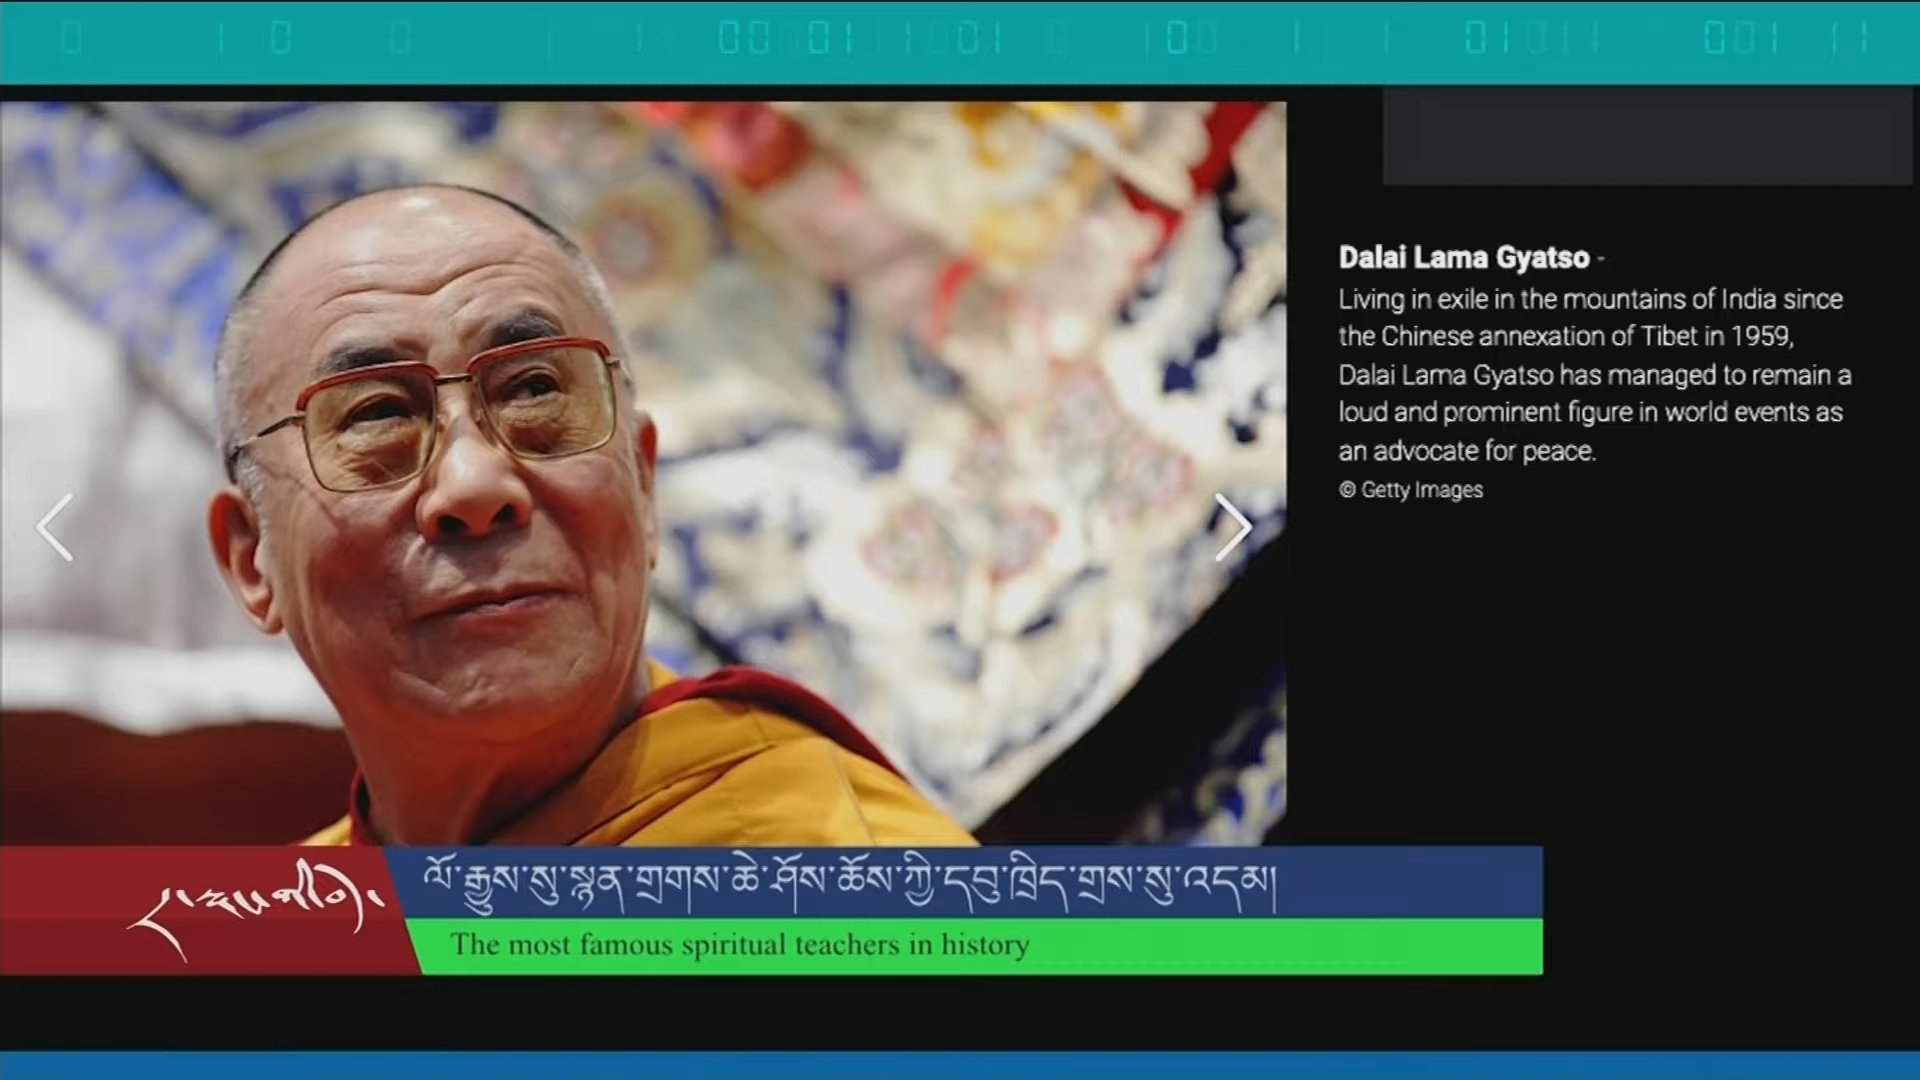 Dalai Lama Gyatso -
Living in exile in the mountains of India since
the Chinese annexation of Tibet in 1959,
Dalai Lama Gyatso has managed to remain a
loud and prominent figure in world events as
an advocate for peace.
© Getty Images
ལོ་རྒྱུས་སུ་སྙན་གྲགས་ཆེ་ཤོས་ཆོས་ཀྱི་དབུ་ཁྲིད་གྲས་སུ་འདམ།
The most famous spiritual teachers in history